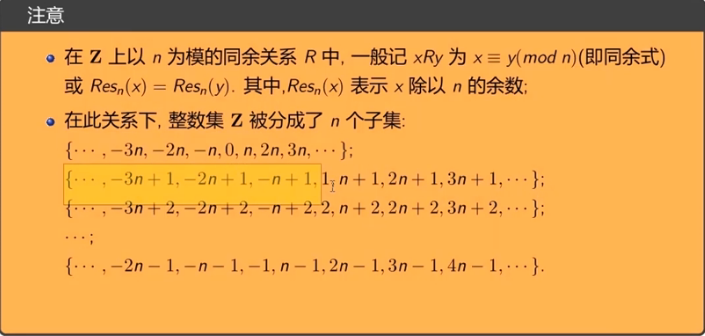 注意
在 Z 上以 n 为模的同余关系 R 中, 一般记 xRy 为 x ≡ y(mod n)(即同余式)
或 Resₙ(x) = Resₙ(y). 其中,Resₙ(x) 表示 x 除以 n 的余数;
在此关系下, 整数集 Z 被分成了 n 个子集:
{⋯ , −3n, −2n, −n, 0, n, 2n, 3n, ⋯ };
{⋯ , −3n + 1, −2n + 1, −n + 1, 1, n + 1, 2n + 1, 3n + 1, ⋯ };
{⋯ , −3n + 2, −2n + 2, −n + 2, 2, n + 2, 2n + 2, 3n + 2, ⋯ };
⋯ ;
{⋯ , −2n − 1, −n − 1, −1, n − 1, 2n − 1, 3n − 1, 4n − 1, ⋯ }.